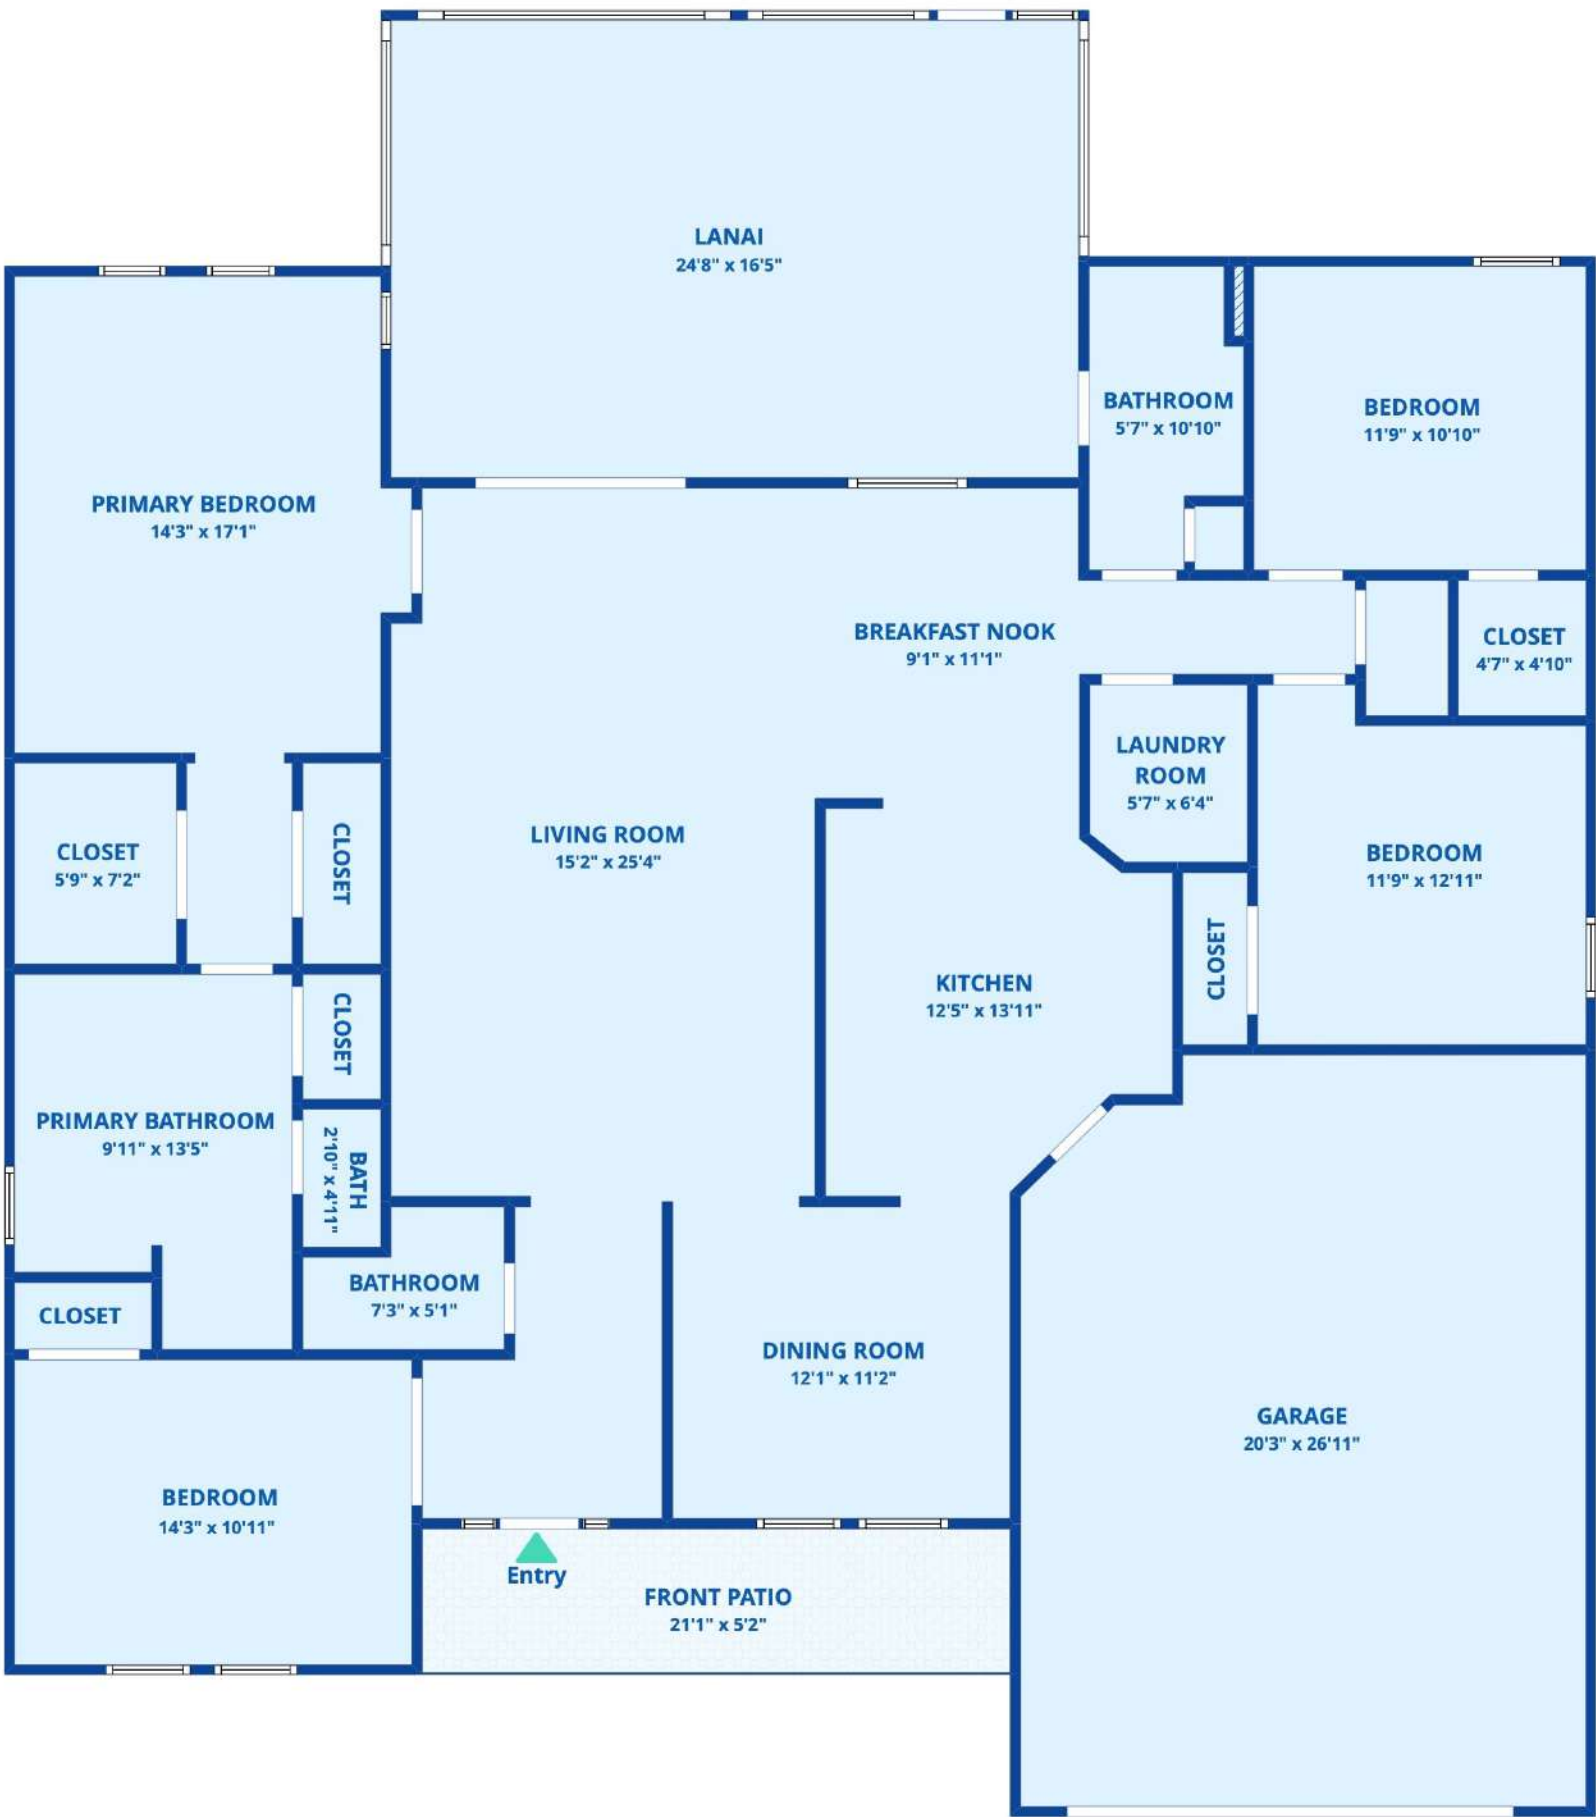 LANAI
24'8" x 16'5"
BATHROOM
5'7" x 10'10"
BEDROOM
11'9" x 10'10"
PRIMARY BEDROOM
14'3" x 17'1"
BREAKFAST NOOK
9'1" x 11'1"
CLOSET
4'7" x 4'10"
LAUNDRY
ROOM
5'7" x 6'4"
LIVING ROOM
15'2" x 25'4"
CLOSET
5'9" x 7'2"
CLOSET
BEDROOM
11'9" x 12'11"
CLOSET
KITCHEN
12'5" x 13'11"
CLOSET
PRIMARY BATHROOM
9'11" x 13'5"
BATH
2'10" x 4'11"
BATHROOM
7'3" x 5'1"
CLOSET
DINING ROOM
12'1" x 11'2"
GARAGE
20'3" x 26'11"
BEDROOM
14'3" x 10'11"
Entry
FRONT PATIO
21'1" x 5'2"